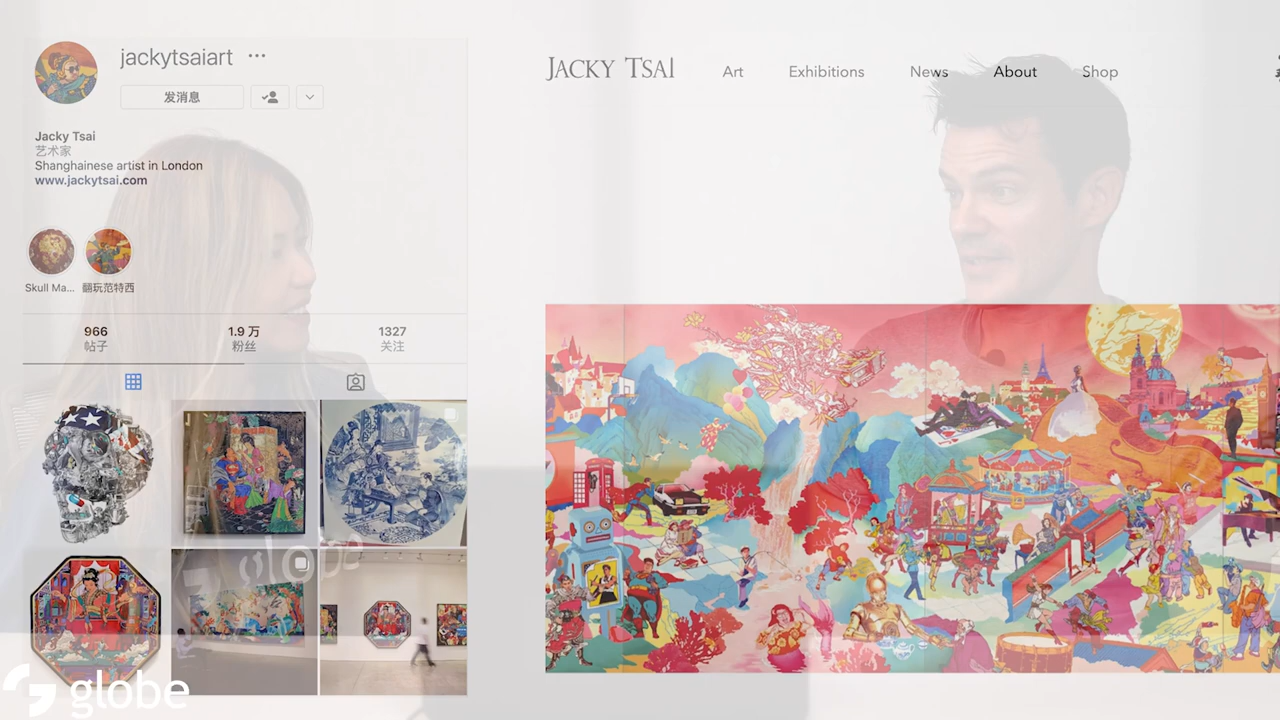 jackytsaiart
发消息
Jacky Tsai
艺术家
Shanghainese artist in London
www.jackytsai.com
Skull Ma... 翻玩范特西
966 1.9 万 1327
帖子 粉丝 关注
globe
globe
JACKY TSAI Art Exhibitions News About Shop